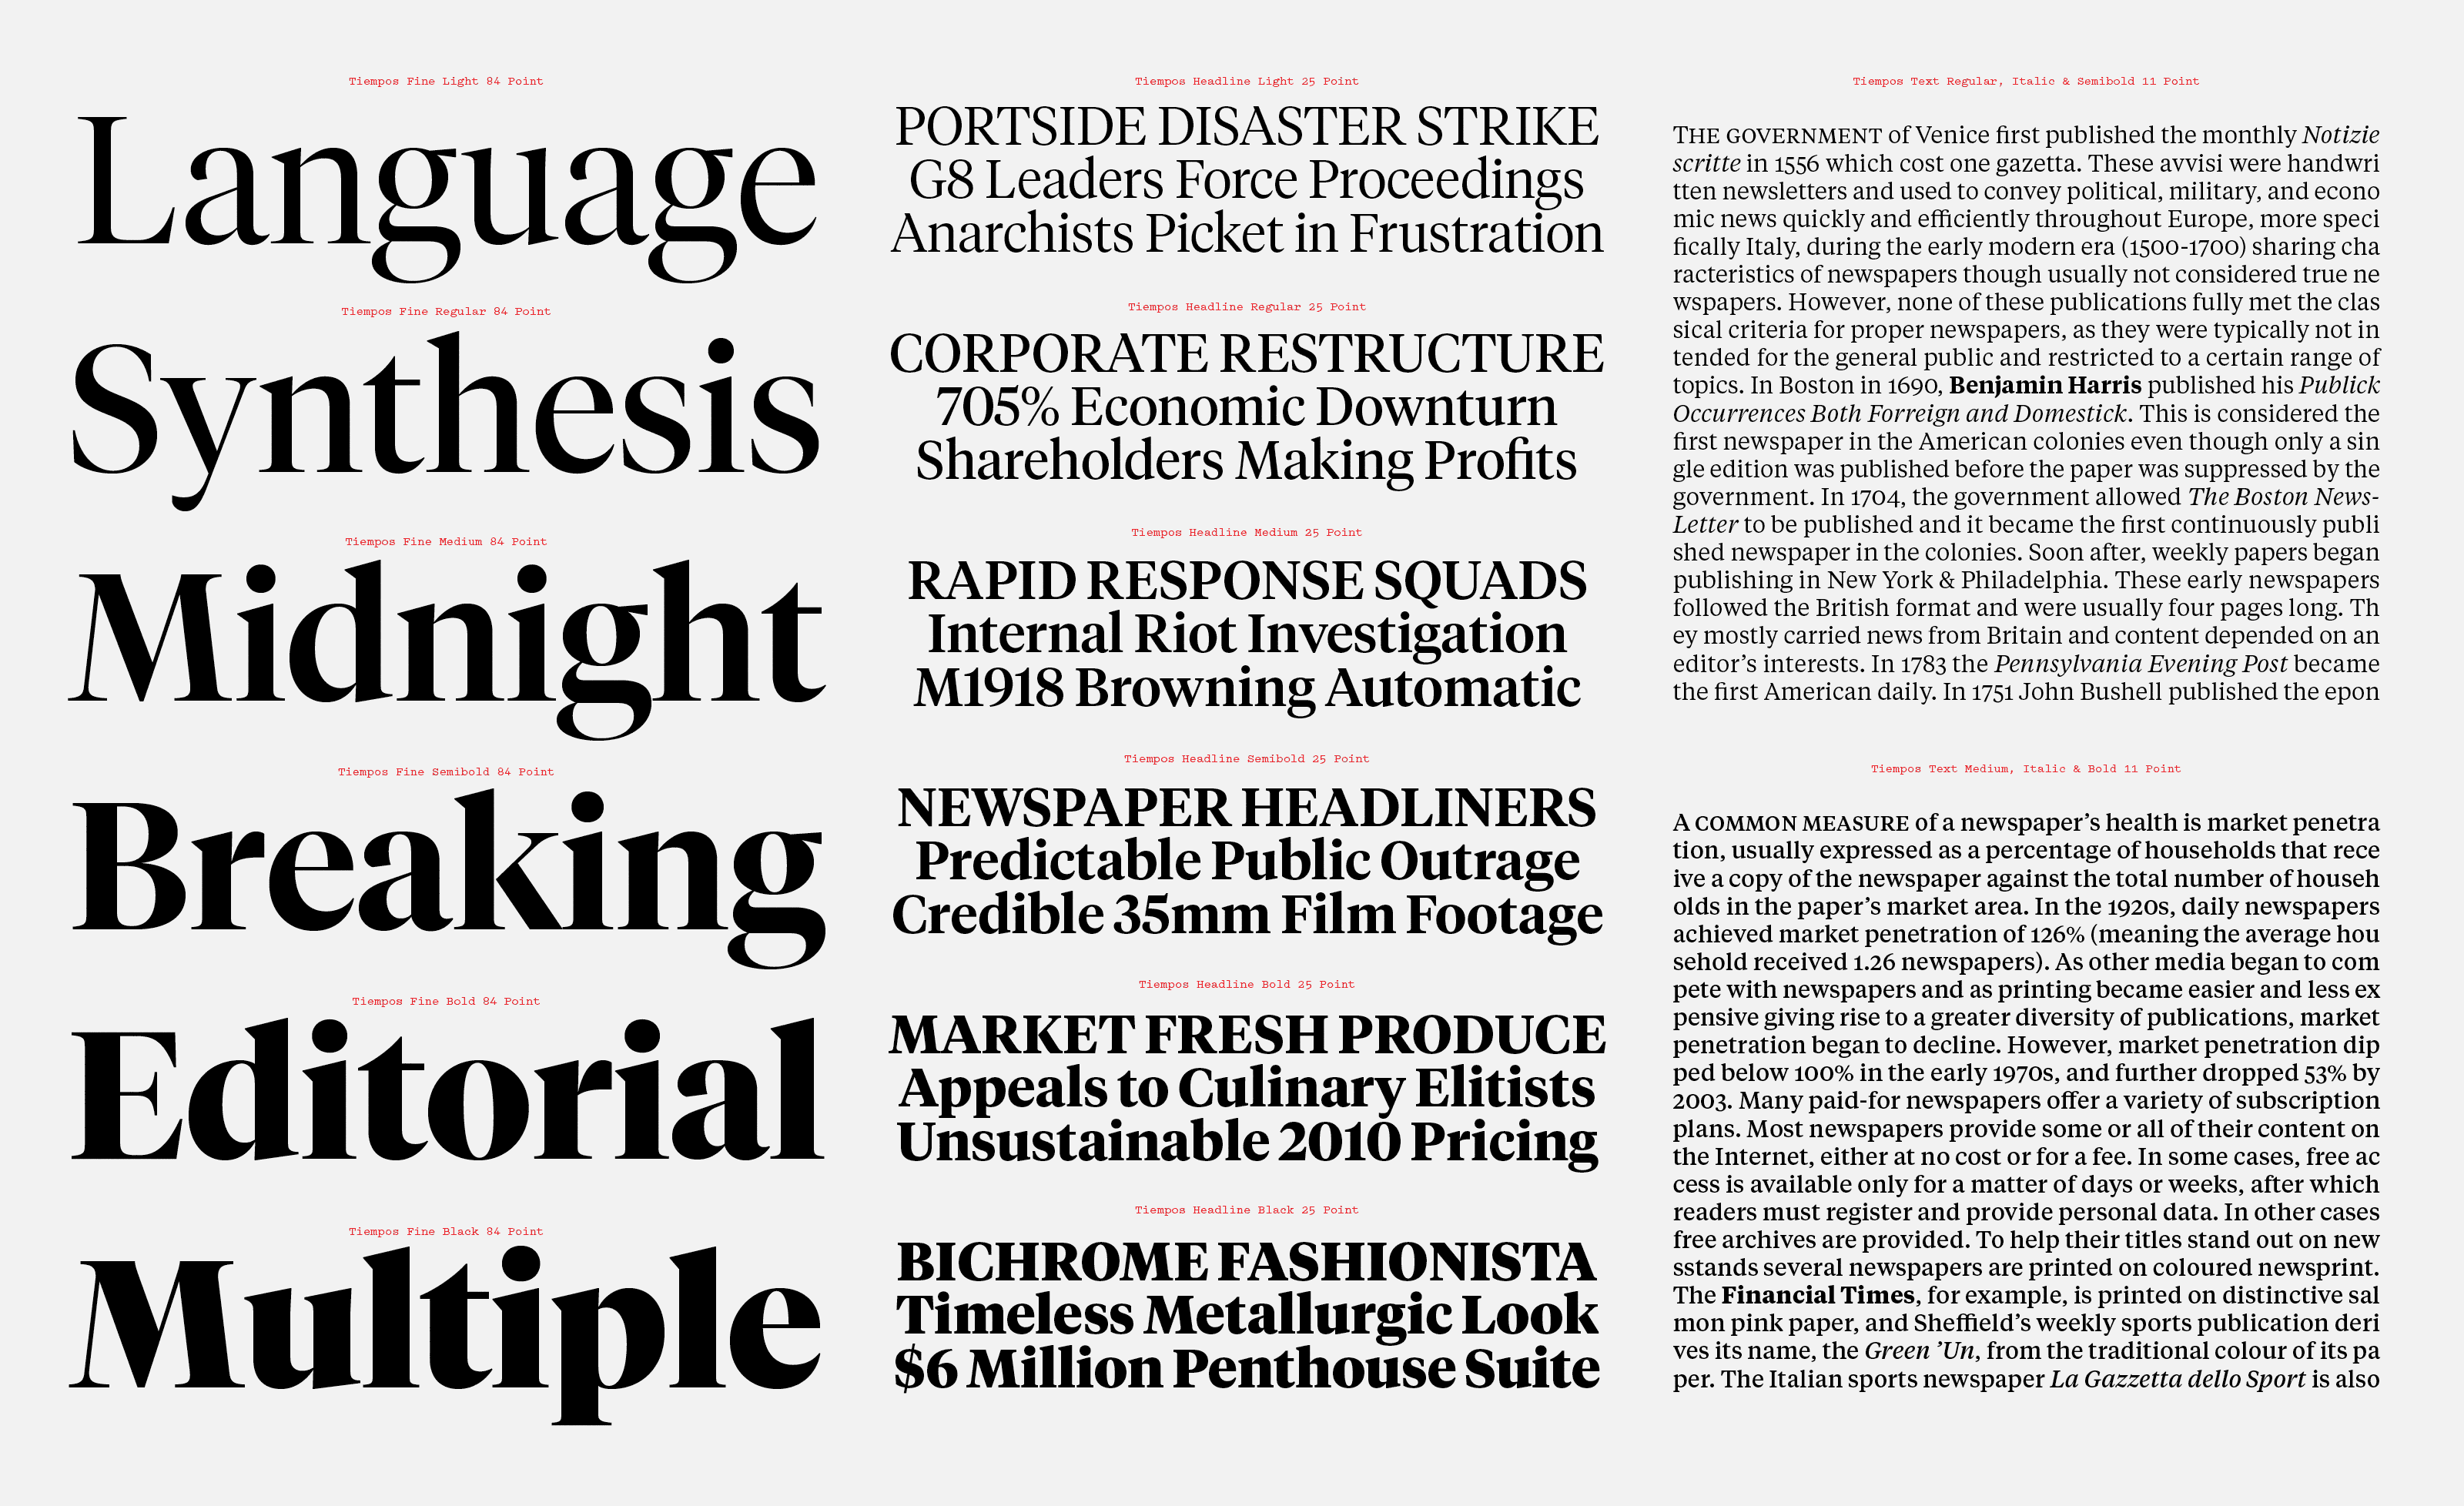 Tiempos Fine Light 84 Point
Language
Tiempos Fine Regular 84 Point
Synthesis
Tiempos Fine Medium 84 Point
Midnight
Tiempos Fine Semibold 84 Point
Breaking
Tiempos Fine Bold 84 Point
Editorial
Tiempos Fine Black 84 Point
Multiple
Tiempos Headline Light 25 Point
PORTSIDE DISASTER STRIKE
G8 Leaders Force Proceedings
Anarchists Picket in Frustration
Tiempos Headline Regular 25 Point
CORPORATE RESTRUCTURE
705% Economic Downturn
Shareholders Making Profits
Tiempos Headline Medium 25 Point
RAPID RESPONSE SQUADS
Internal Riot Investigation
M1918 Browning Automatic
Tiempos Headline Semibold 25 Point
NEWSPAPER HEADLINERS
Predictable Public Outrage
Credible 35mm Film Footage
Tiempos Headline Bold 25 Point
MARKET FRESH PRODUCE
Appeals to Culinary Elitists
Unsustainable 2010 Pricing
Tiempos Headline Black 25 Point
BICHROME FASHIONISTA
Timeless Metallurgic Look
$6 Million Penthouse Suite
Tiempos Text Regular, Italic & Semibold 11 Point
THE GOVERNMENT of Venice first published the monthly Notizie
scritte in 1556 which cost one gazetta. These avvisi were handwri
tten newsletters and used to convey political, military, and econo
mic news quickly and efficiently throughout Europe, more speci
fically Italy, during the early modern era (1500-1700) sharing cha
racteristics of newspapers though usually not considered true ne
wspapers. However, none of these publications fully met the clas
sical criteria for proper newspapers, as they were typically not in
tended for the general public and restricted to a certain range of
topics. In Boston in 1690, Benjamin Harris published his Publick
Occurrences Both Forreign and Domestick. This is considered the
first newspaper in the American colonies even though only a sin
gle edition was published before the paper was suppressed by the
government. In 1704, the government allowed The Boston News-
Letter to be published and it became the first continuously publi
shed newspaper in the colonies. Soon after, weekly papers began
publishing in New York & Philadelphia. These early newspapers
followed the British format and were usually four pages long. Th
ey mostly carried news from Britain and content depended on an
editor’s interests. In 1783 the Pennsylvania Evening Post became
the first American daily. In 1751 John Bushell published the epon
Tiempos Text Medium, Italic & Bold 11 Point
A COMMON MEASURE of a newspaper’s health is market penetra
tion, usually expressed as a percentage of households that rece
ive a copy of the newspaper against the total number of househ
olds in the paper’s market area. In the 1920s, daily newspapers
achieved market penetration of 126% (meaning the average hou
sehold received 1.26 newspapers). As other media began to com
pete with newspapers and as printing became easier and less ex
pensive giving rise to a greater diversity of publications, market
penetration began to decline. However, market penetration dip
ped below 100% in the early 1970s, and further dropped 53% by
2003. Many paid-for newspapers offer a variety of subscription
plans. Most newspapers provide some or all of their content on
the Internet, either at no cost or for a fee. In some cases, free ac
cess is available only for a matter of days or weeks, after which
readers must register and provide personal data. In other cases
free archives are provided. To help their titles stand out on new
sstands several newspapers are printed on coloured newsprint.
The Financial Times, for example, is printed on distinctive sal
mon pink paper, and Sheffield’s weekly sports publication deri
ves its name, the Green ’Un, from the traditional colour of its pa
per. The Italian sports newspaper La Gazzetta dello Sport is also